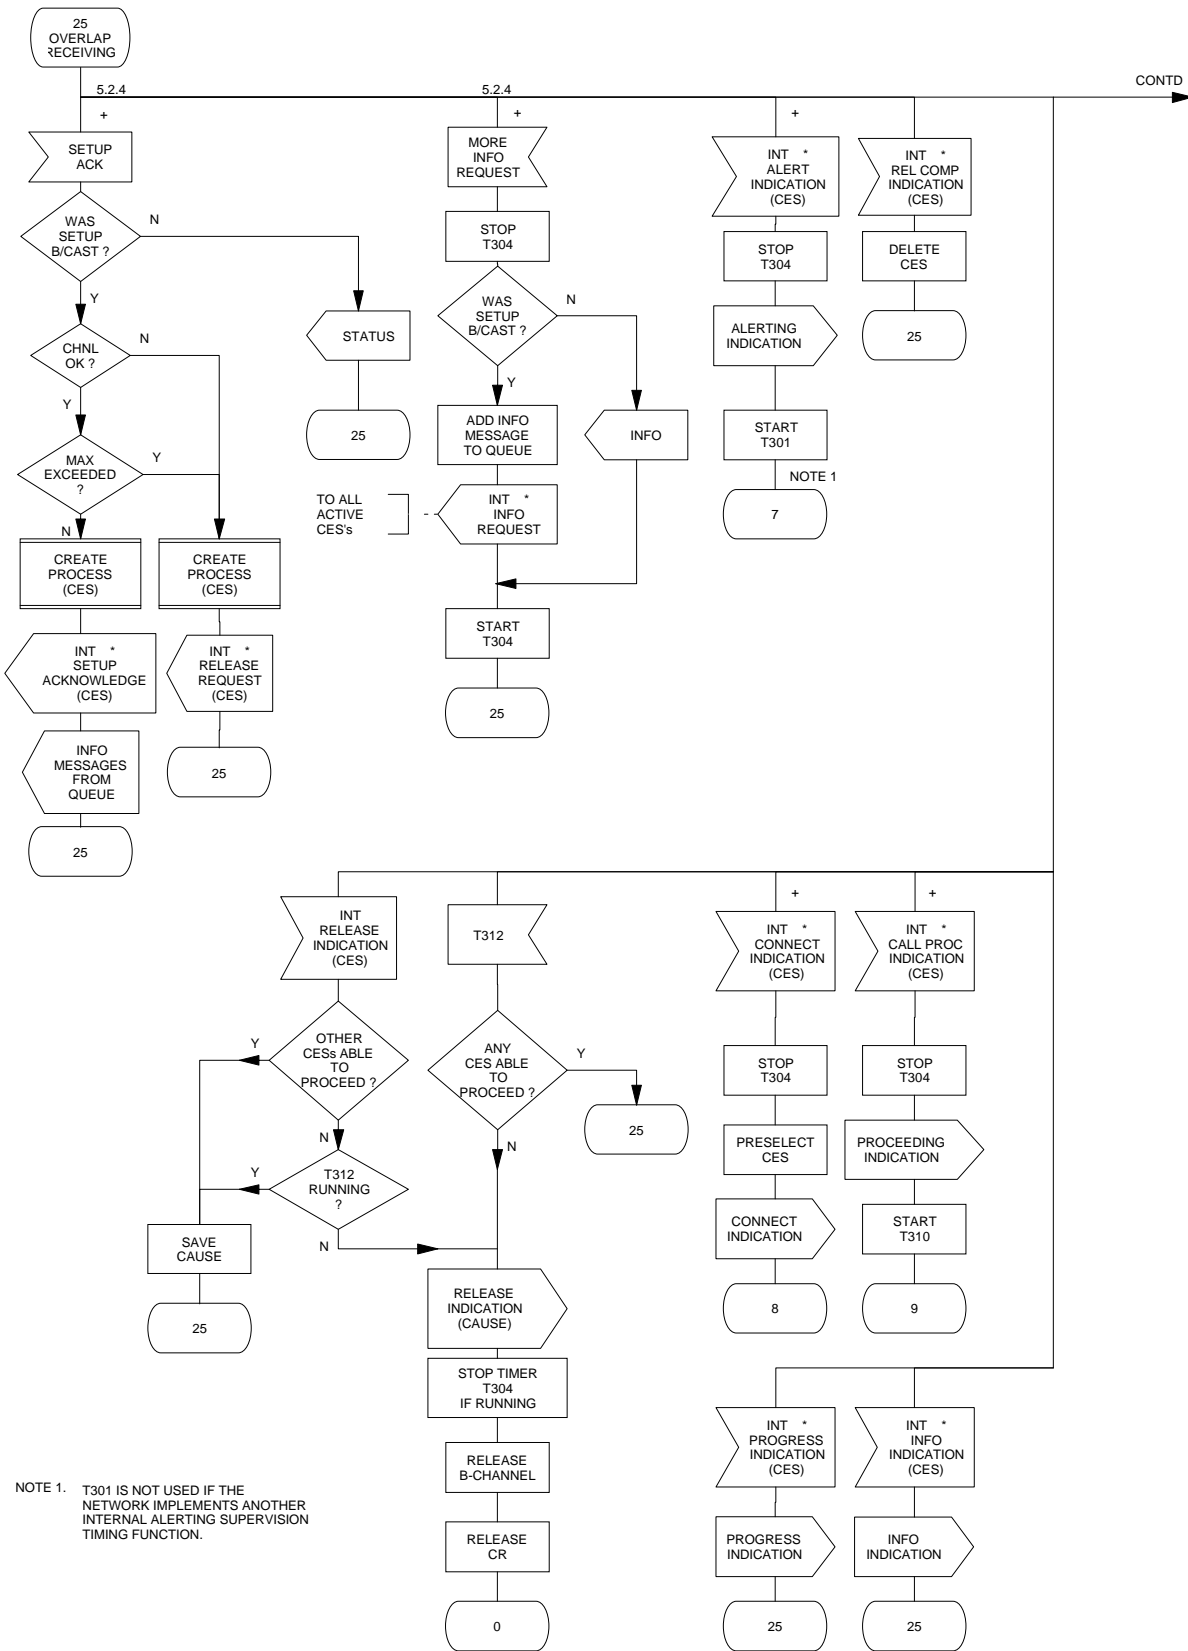 25
OVERLAP
RECEIVING
CONTD
5.2.4
5.2.4
+
SETUP
ACK
WAS
SETUP
B/CAST ?
N
Y
CHNL
OK ?
N
Y
MAX
EXCEEDED
?
Y
N
CREATE
PROCESS
(CES)
CREATE
PROCESS
(CES)
INT *
SETUP
ACKNOWLEDGE
(CES)
INT *
RELEASE
REQUEST
(CES)
INFO
MESSAGES
FROM
QUEUE
25
25
STATUS
25
+
MORE
INFO
REQUEST
STOP
T304
WAS
SETUP
B/CAST ?
N
Y
ADD INFO
MESSAGE
TO QUEUE
INFO
TO ALL
ACTIVE
CES's
INT *
INFO
REQUEST
START
T304
25
+
INT *
ALERT
INDICATION
(CES)
STOP
T304
ALERTING
INDICATION
START
T301
NOTE 1
7
INT *
REL COMP
INDICATION
(CES)
DELETE
CES
25
INT
RELEASE
INDICATION
(CES)
OTHER
CESs ABLE
TO
PROCEED ?
Y
N
T312
RUNNING
?
Y
N
SAVE
CAUSE
25
T312
ANY
CES ABLE
TO
PROCEED ?
Y
25
N
RELEASE
INDICATION
(CAUSE)
STOP TIMER
T304
IF RUNNING
RELEASE
B-CHANNEL
RELEASE
CR
0
+
INT *
CONNECT
INDICATION
(CES)
STOP
T304
PRESELECT
CES
CONNECT
INDICATION
8
+
INT *
CALL PROC
INDICATION
(CES)
STOP
T304
PROCEEDING
INDICATION
START
T310
9
INT *
PROGRESS
INDICATION
(CES)
PROGRESS
INDICATION
25
INT *
INFO
INDICATION
(CES)
INFO
INDICATION
25
NOTE 1. T301 IS NOT USED IF THE
NETWORK IMPLEMENTS ANOTHER
INTERNAL ALERTING SUPERVISION
TIMING FUNCTION.